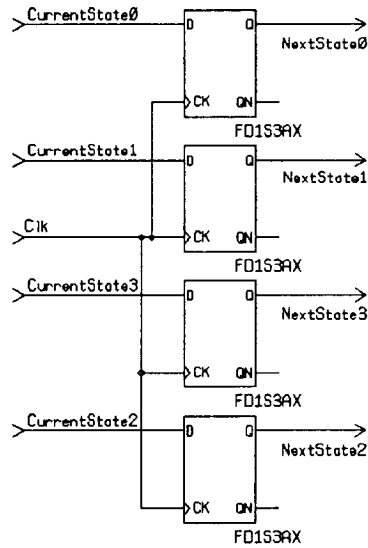 CurrentState0
D Q
NextState0
CK QN
FD1S3AX
CurrentState1
D Q
NextState1
Clk
CK QN
FD1S3AX
CurrentState3
D Q
NextState3
CK QN
FD1S3AX
CurrentState2
D Q
NextState2
CK QN
FD1S3AX